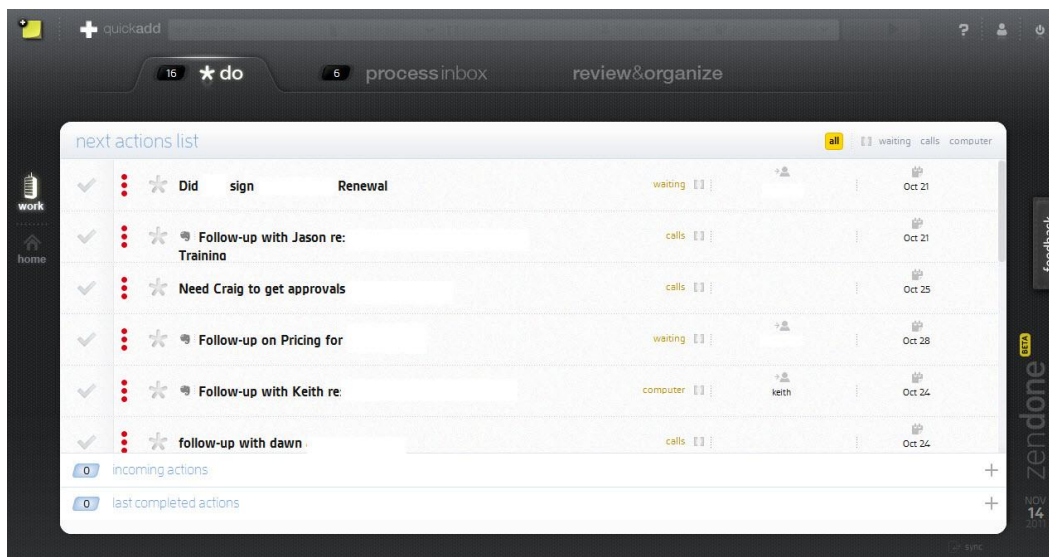 quickadd
?
16 * do
6 processinbox
review&organize
next actions list
all [ ] waiting calls computer
Did sign Renewal waiting [ ] Oct 21
Follow-up with Jason re: calls [ ] Oct 21
Training
Need Craig to get approvals calls [ ] Oct 25
Follow-up on Pricing for waiting [ ] Oct 28
Follow-up with Keith re: computer [ ] keith Oct 24
follow-up with dawn calls [ ] Oct 24
0 incoming actions +
0 last completed actions +
work
home
feedback
zendone BETA
NOV
14
2011
sync